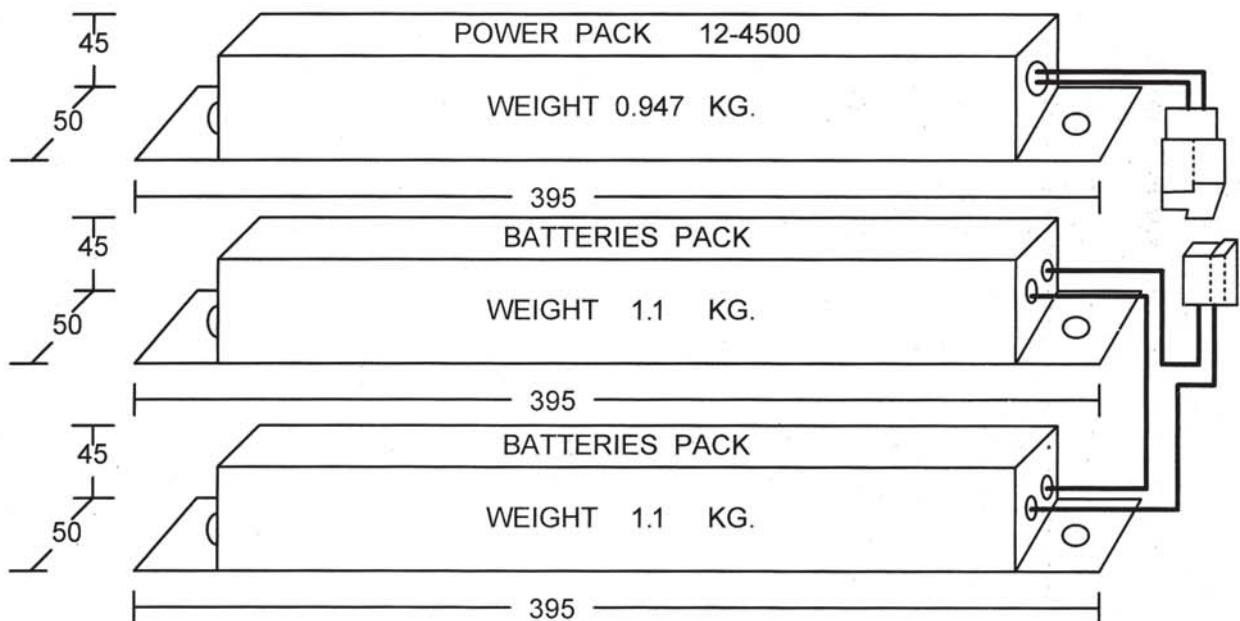 POWER PACK 12-4500
45
WEIGHT 0.947 KG.
50
395
BATTERIES PACK
45
WEIGHT 1.1 KG.
50
395
BATTERIES PACK
45
WEIGHT 1.1 KG.
50
395